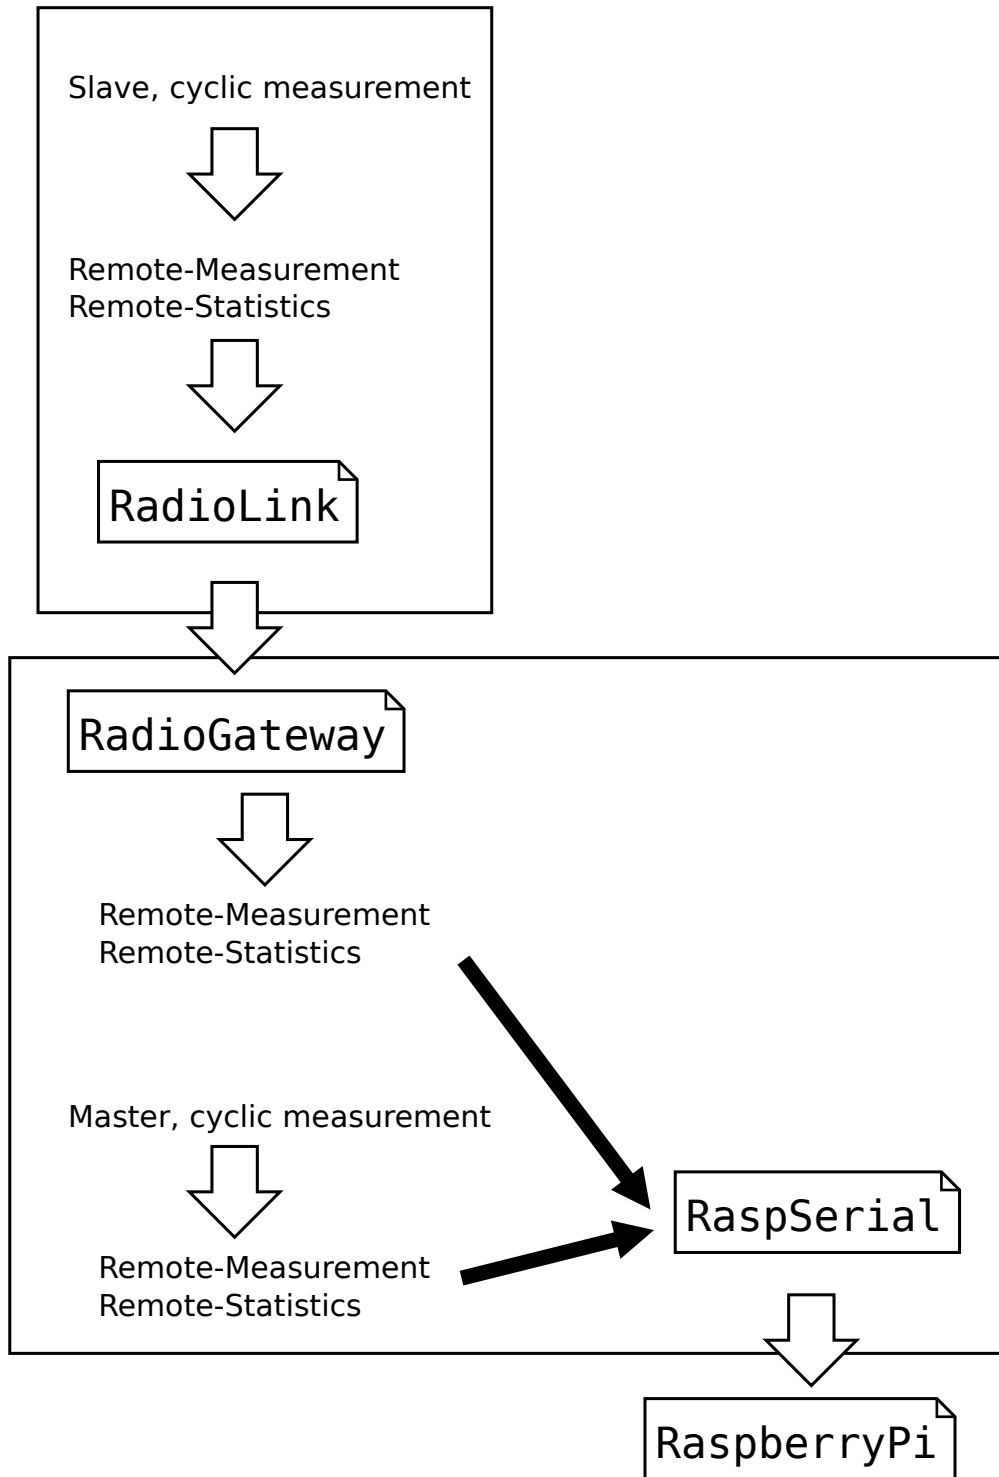 Slave, cyclic measurement
Remote-Measurement
Remote-Statistics
RadioLink
RadioGateway
Remote-Measurement
Remote-Statistics
Master, cyclic measurement
RaspSerial
Remote-Measurement
Remote-Statistics
RaspberryPi